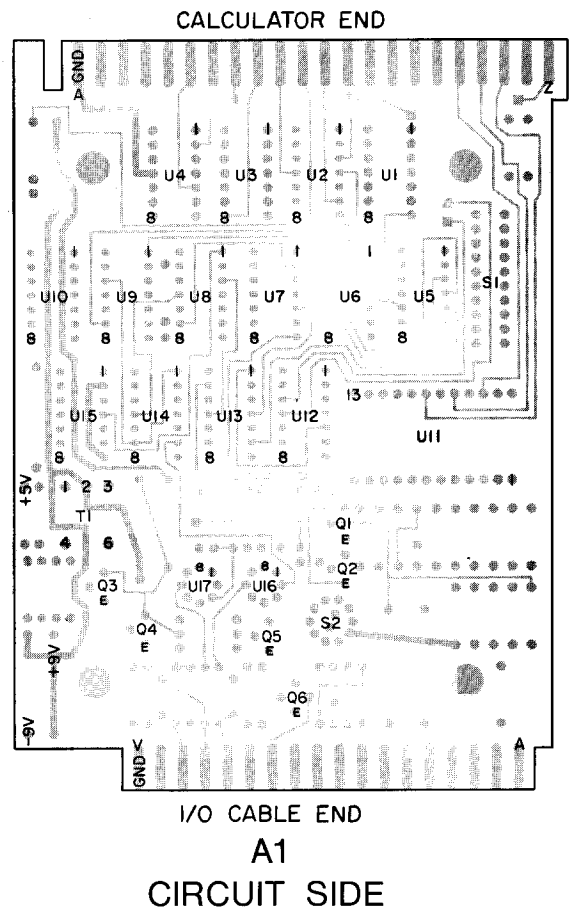 CALCULATOR END
GND
A Z
U4 U3 U2 U1
8 8 8 8
U10 U9 U8 U7 U6 U5 S1
8 8 8 8 8 8
U15 U14 U13 U12 13
8 8 8 8 U11
+5V 1 2 3 1
T1 Q1
E
4 6
8 8 Q2
Q3 U17 U16 E
E
Q4 Q5 S2
E E
+9V
Q6
E
-9V V A
GND
I/O CABLE END
A1
CIRCUIT SIDE